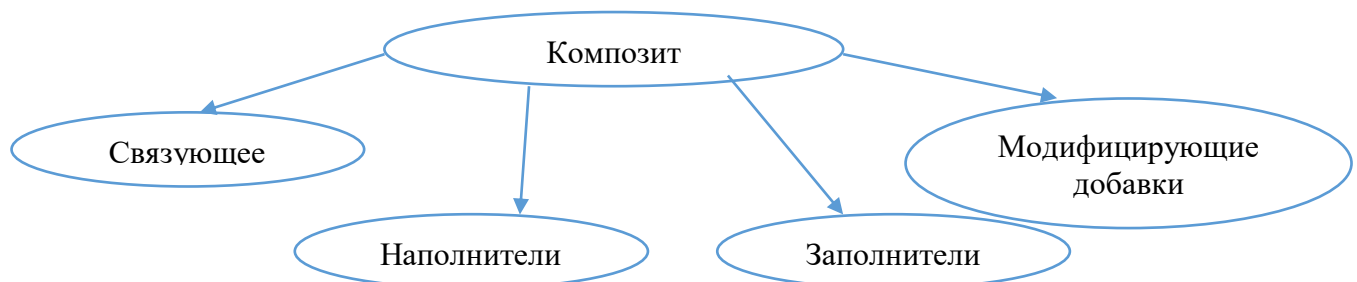 Композит
Связующее
Модифицирующие
добавки
Наполнители
Заполнители